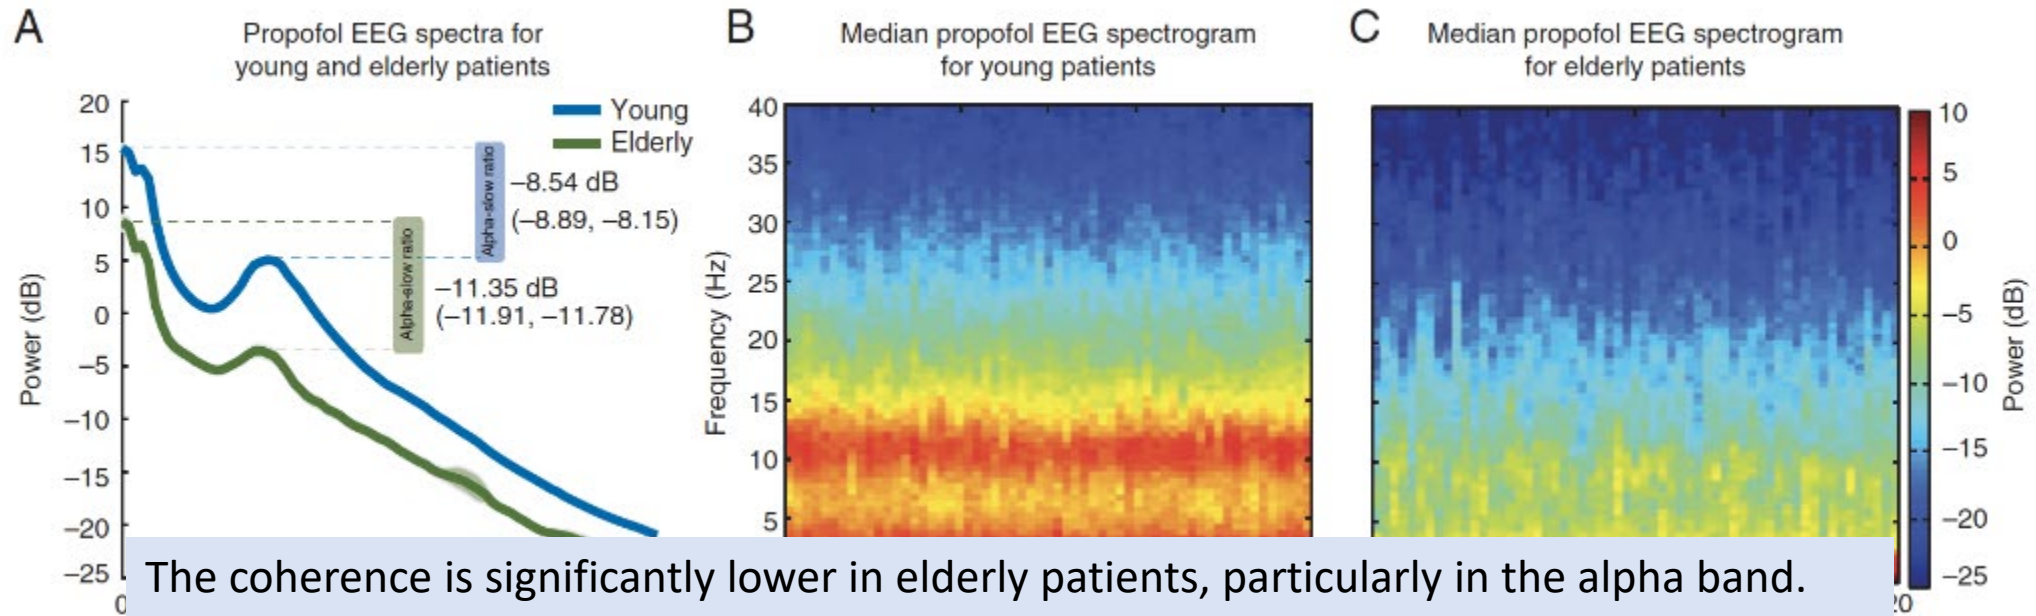 A
Propofol EEG spectra for
young and elderly patients
20
15
10
5
0
−5
−10
−15
−20
−25
0
Power (dB)
Young
Elderly
Alpha-slow ratio
−8.54 dB
(−8.89, −8.15)
Alpha-slow ratio
−11.35 dB
(−11.91, −11.78)
B
Median propofol EEG spectrogram
for young patients
40
35
30
25
20
15
10
5
Frequency (Hz)
C
Median propofol EEG spectrogram
for elderly patients
10
5
0
−5
−10
−15
−20
−25
Power (dB)
The coherence is significantly lower in elderly patients, particularly in the alpha band.